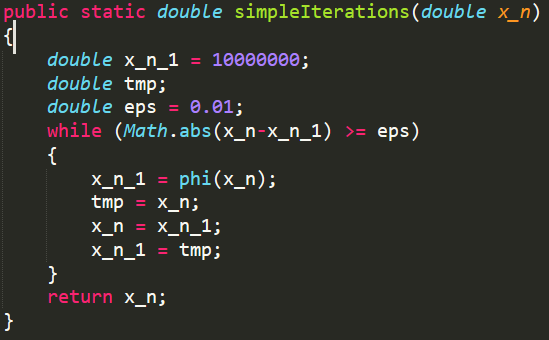 public static double simpleIterations(double x_n)
{
    double x_n_1 = 10000000;
    double tmp;
    double eps = 0.01;
    while (Math.abs(x_n-x_n_1) >= eps)
    {
        x_n_1 = phi(x_n);
        tmp = x_n;
        x_n = x_n_1;
        x_n_1 = tmp;
    }
    return x_n;
}